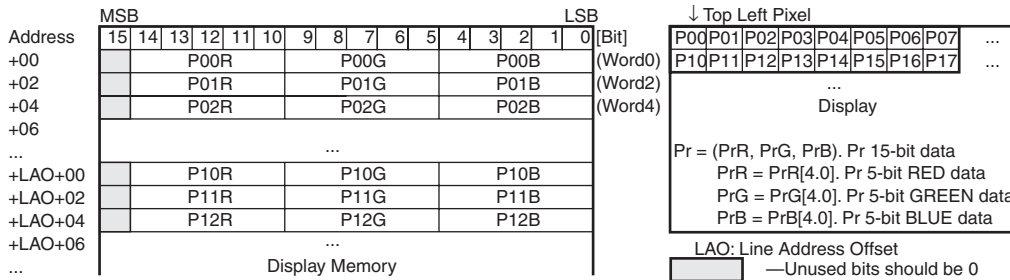 MSB LSB
Address 15 14 13 12 11 10 9 8 7 6 5 4 3 2 1 0 [Bit]
+00 P00R P00G P00B (Word0)
+02 P01R P01G P01B (Word2)
+04 P02R P02G P02B (Word4)
+06
... ...
+LAO+00 P10R P10G P10B
+LAO+02 P11R P11G P11B
+LAO+04 P12R P12G P12B
+LAO+06 ...
... Display Memory
↓ Top Left Pixel
P00 P01 P02 P03 P04 P05 P06 P07 ...
P10 P11 P12 P13 P14 P15 P16 P17 ...
...
Display
Pr = (PrR, PrG, PrB). Pr 15-bit data
PrR = PrR[4.0]. Pr 5-bit RED data
PrG = PrG[4.0]. Pr 5-bit GREEN data
PrB = PrB[4.0]. Pr 5-bit BLUE data
LAO: Line Address Offset
—Unused bits should be 0